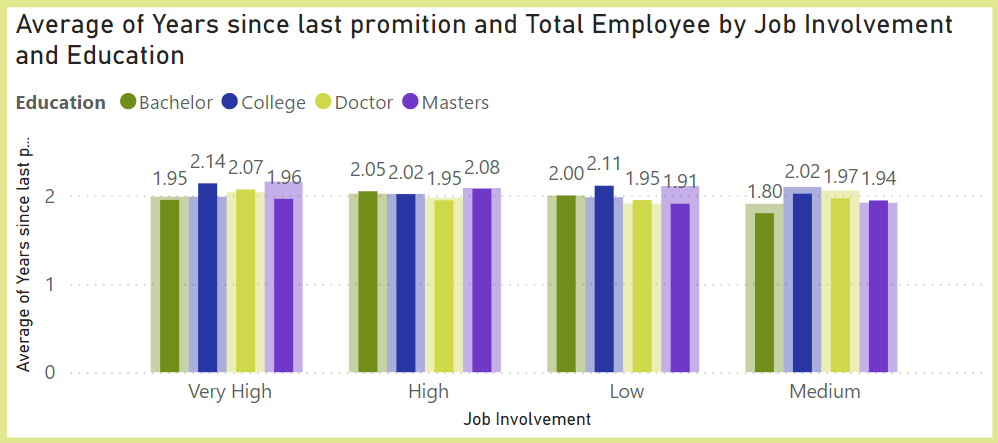 Average of Years since last promition and Total Employee by Job Involvement
and Education
Education Bachelor College Doctor Masters
Average of Years since last p...
2
1
0
1.95 2.14 2.07 1.96 2.05 2.02 1.95 2.08 2.00 2.11 1.95 1.91 1.80 2.02 1.97 1.94
Very High High Low Medium
Job Involvement